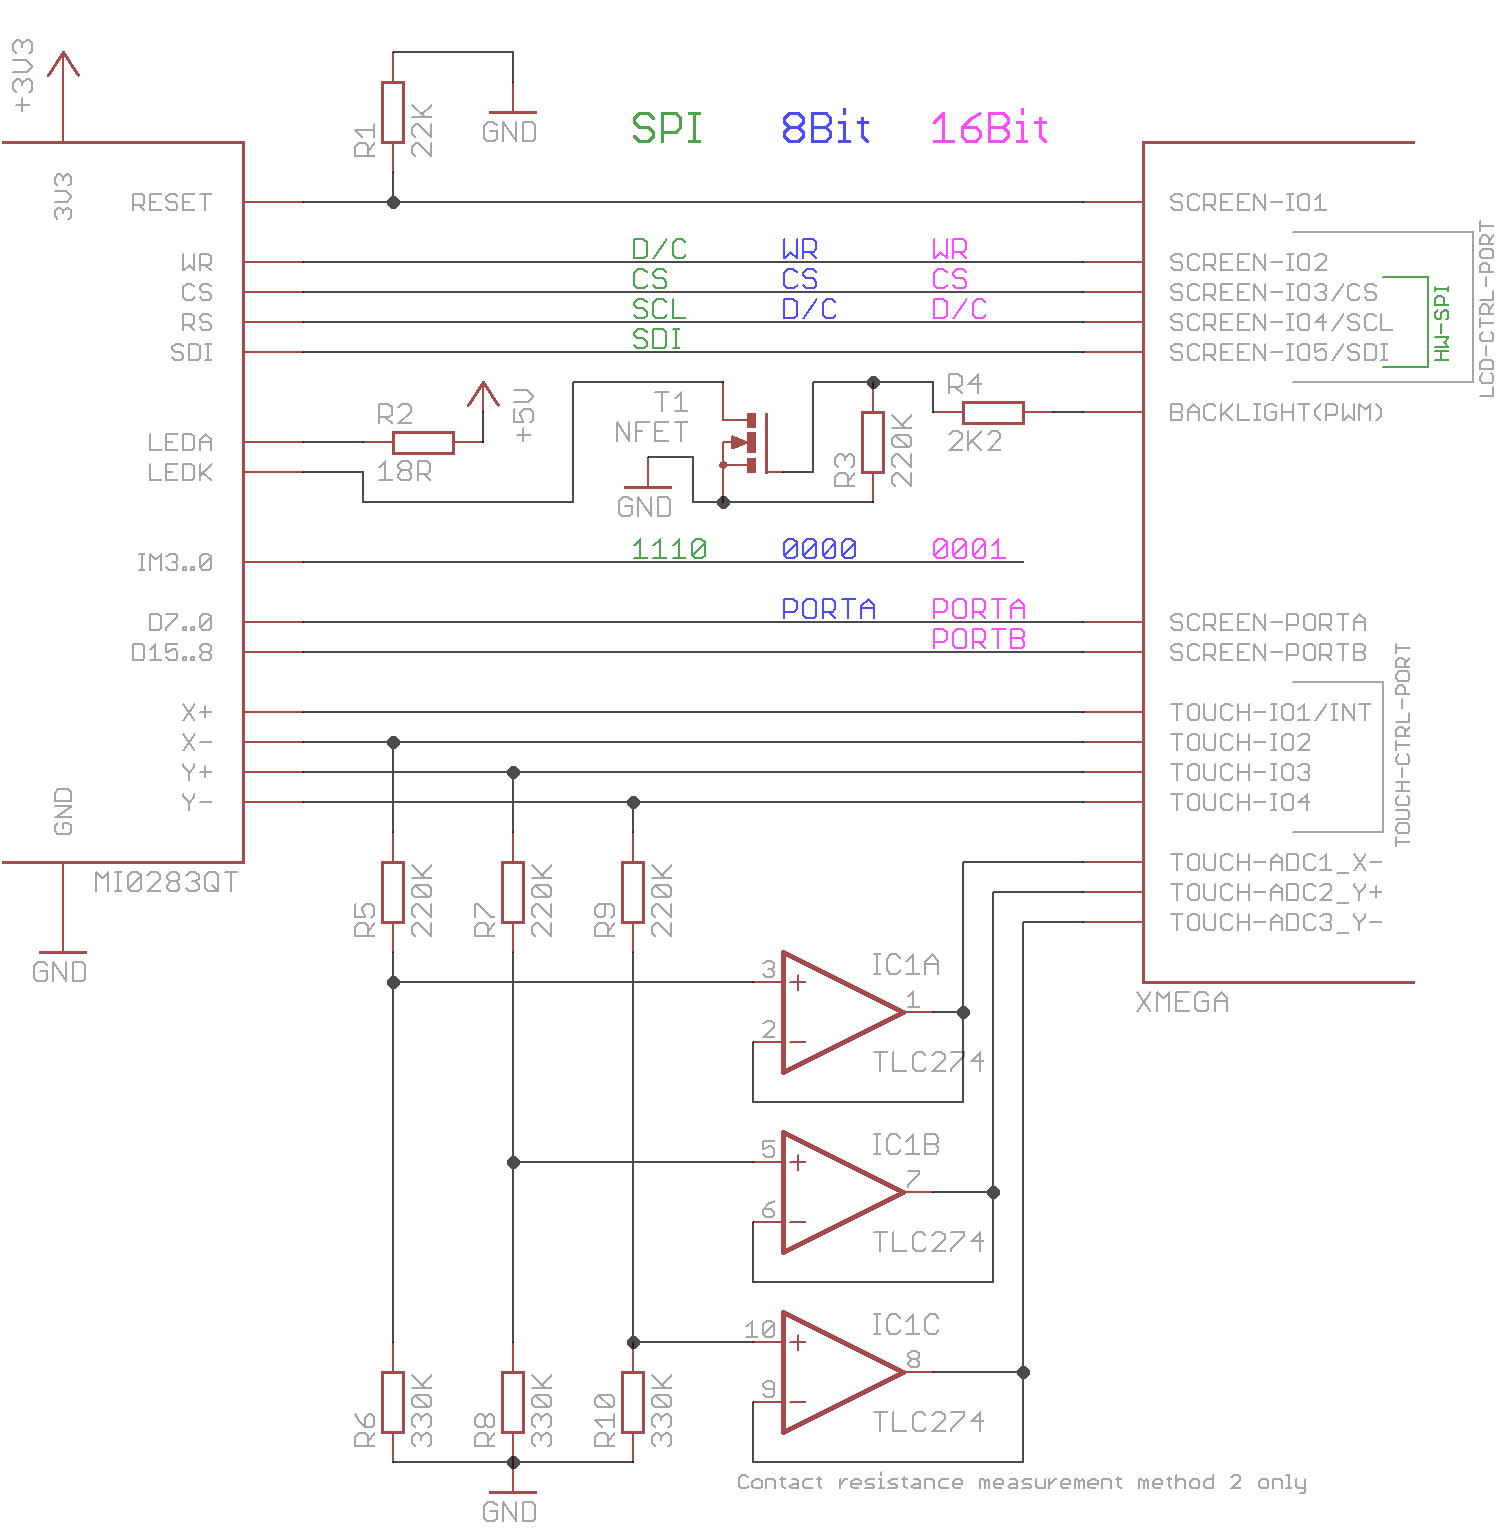 +3V3
R1
22K
GND
SPI 8Bit 16Bit
3V3
RESET
SCREEN-IO1
WR
D/C WR WR
SCREEN-IO2
CS
CS CS CS
SCREEN-IO3/CS
RS
SCL D/C D/C
SCREEN-IO4/SCL
SDI
SDI
SCREEN-IO5/SDI
HW-SPI
LCD-CTRL-PORT
LEDA
LEDK
R2
18R
+5V
T1
NFET
GND
R3
220K
R4
2K2
BACKLIGHT(PWM)
IM3..0
1110 0000 0001
D7..0
PORTA PORTA
SCREEN-PORTA
D15..8
PORTB
SCREEN-PORTB
X+
TOUCH-IO1/INT
X-
TOUCH-IO2
Y+
TOUCH-IO3
Y-
TOUCH-IO4
TOUCH-CTRL-PORT
GND
MI0283QT
GND
TOUCH-ADC1_X-
TOUCH-ADC2_Y+
TOUCH-ADC3_Y-
XMEGA
R5
220K
R7
220K
R9
220K
3
+
2
-
1
IC1A
TLC274
5
+
6
-
7
IC1B
TLC274
10
+
9
-
8
IC1C
TLC274
R6
330K
R8
330K
R10
330K
GND
Contact resistance measurement method 2 only